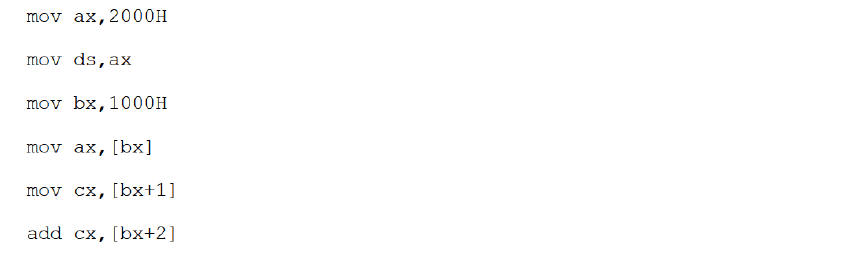 mov ax,2000H
mov ds,ax
mov bx,1000H
mov ax,[bx]
mov cx,[bx+1]
add cx,[bx+2]